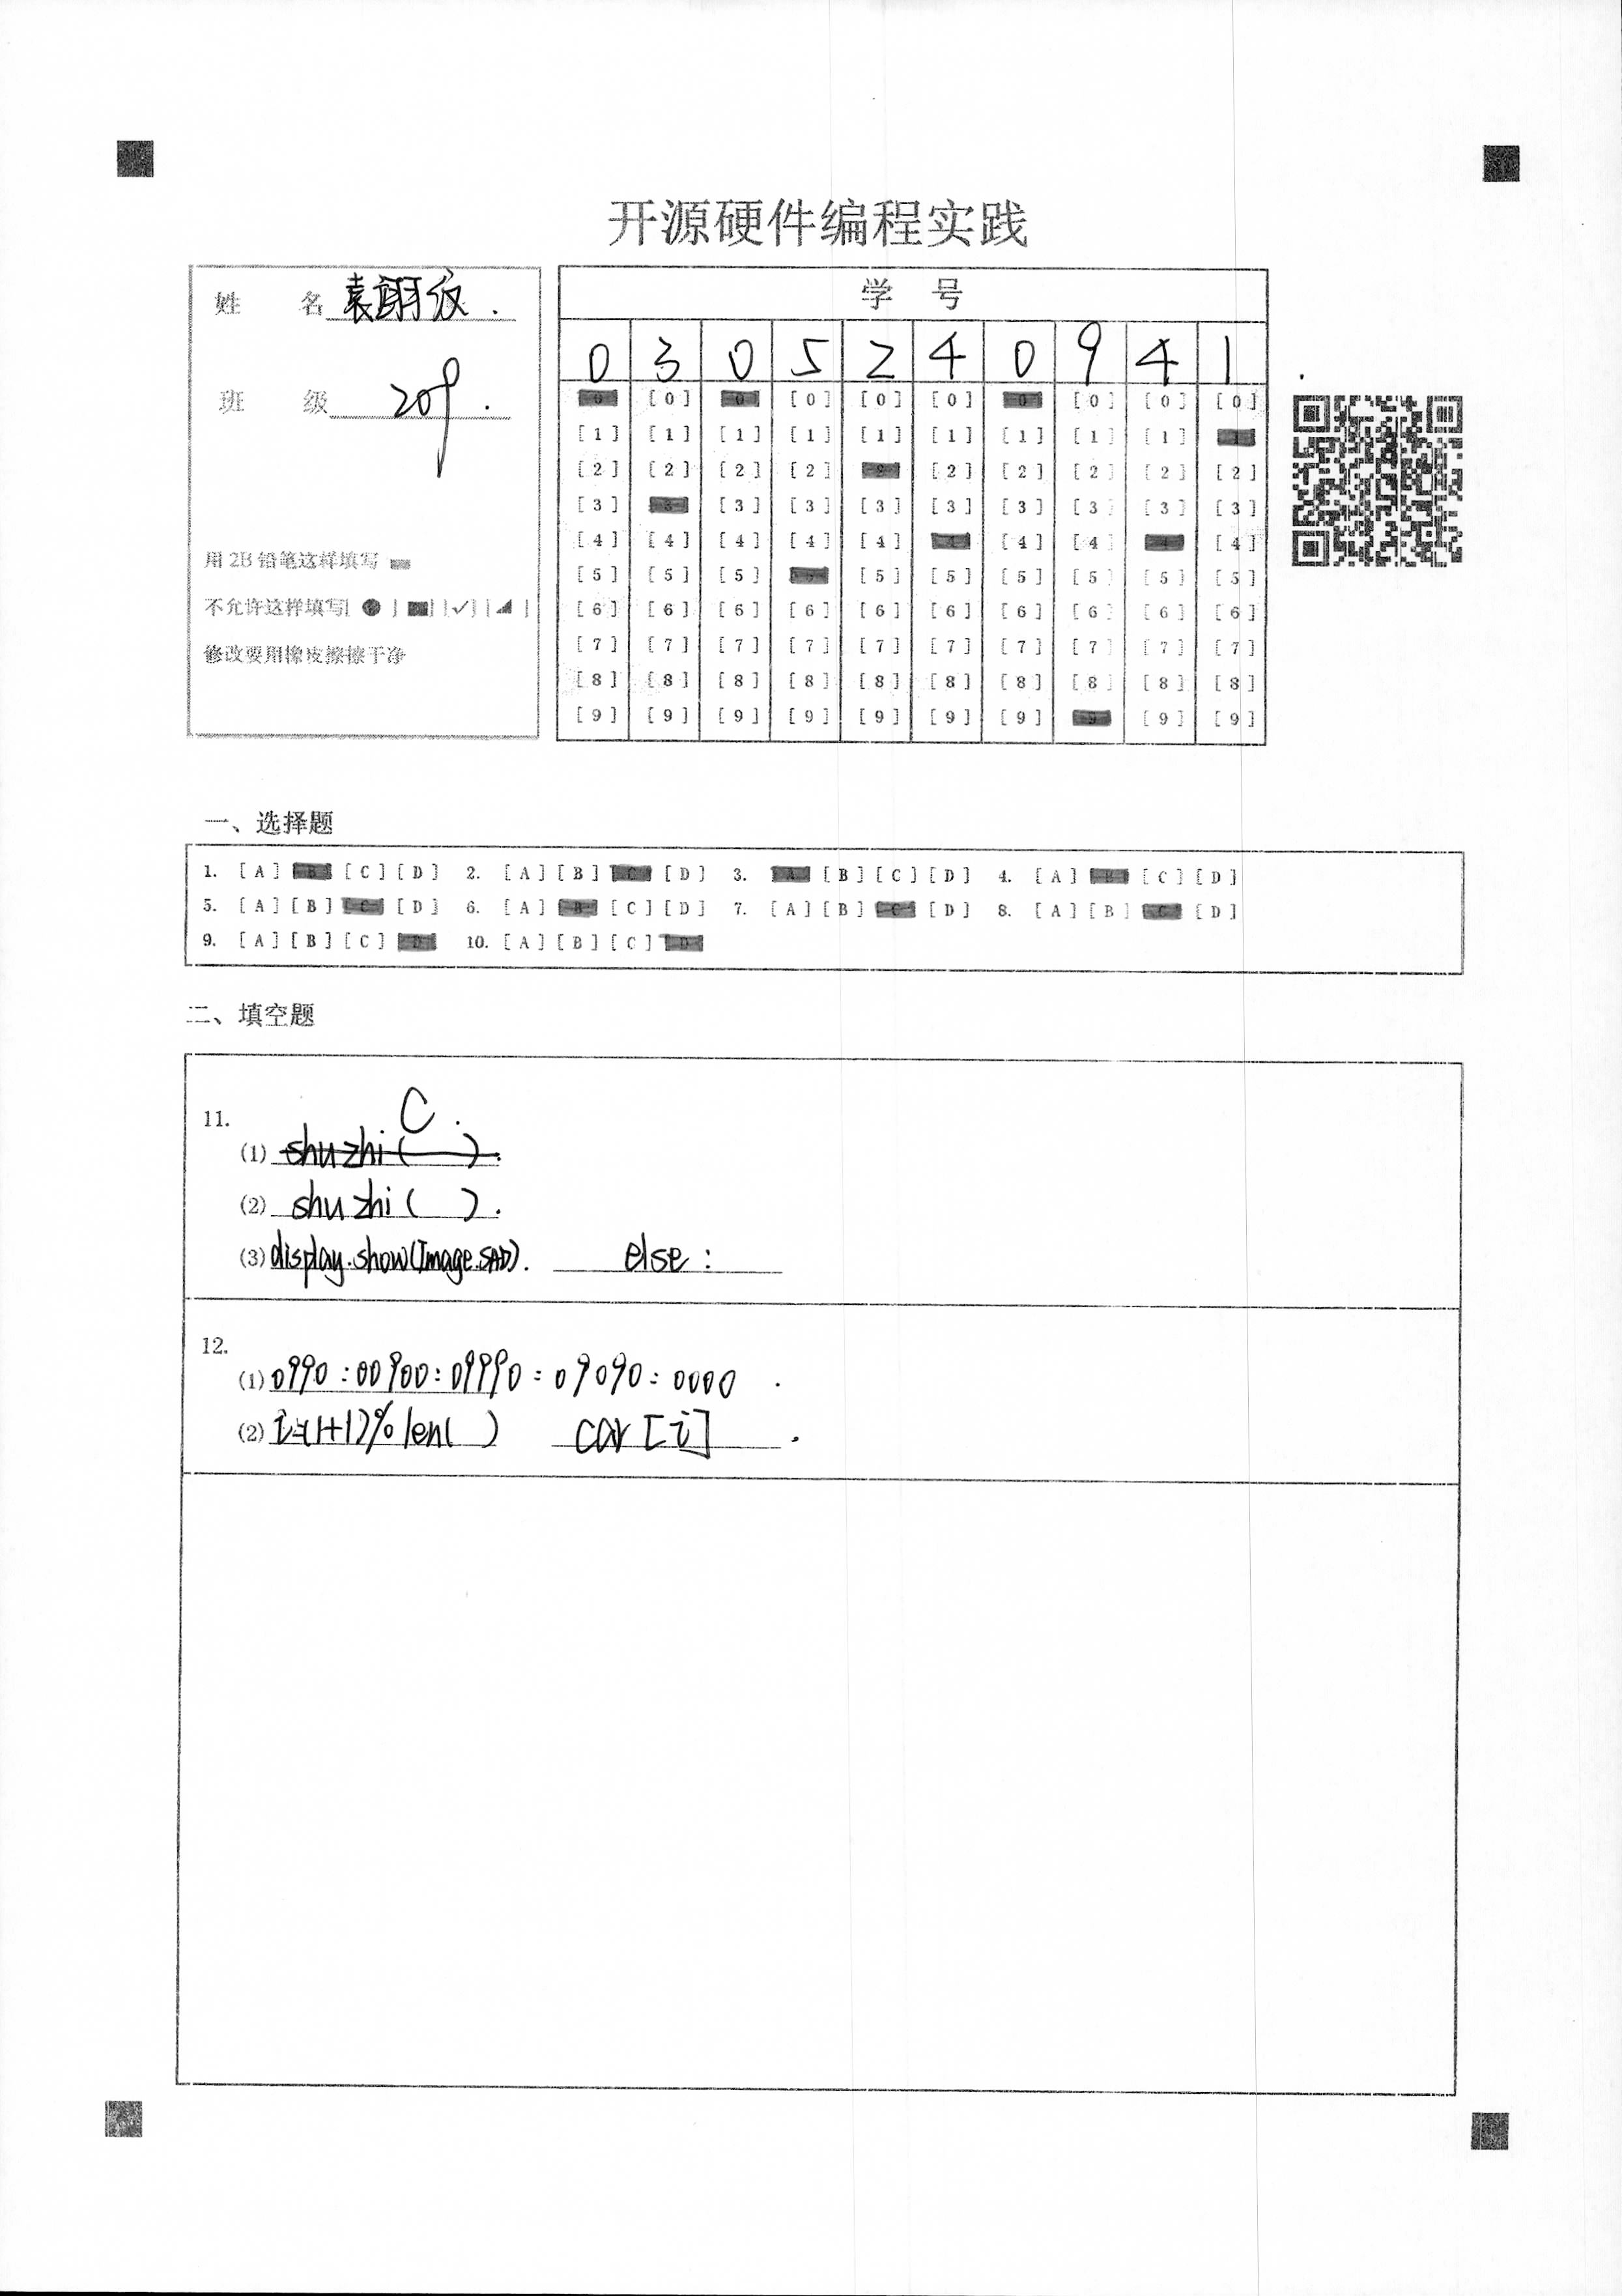 开源硬件编程实践
姓 名 袁翮纹.
班 级 209.
用 2B 铅笔这样填写
不允许这样填写[ ● ] [■] [✓] [◢ ]
修改要用橡皮擦擦干净
学 号
0 3 0 5 2 4 0 9 4 1
[0] [0] [0] [0] [0] [0] [0] [0] [0] [0]
[1] [1] [1] [1] [1] [1] [1] [1] [1] [1]
[2] [2] [2] [2] [2] [2] [2] [2] [2] [2]
[3] [3] [3] [3] [3] [3] [3] [3] [3] [3]
[4] [4] [4] [4] [4] [4] [4] [4] [4] [4]
[5] [5] [5] [5] [5] [5] [5] [5] [5] [5]
[6] [6] [6] [6] [6] [6] [6] [6] [6] [6]
[7] [7] [7] [7] [7] [7] [7] [7] [7] [7]
[8] [8] [8] [8] [8] [8] [8] [8] [8] [8]
[9] [9] [9] [9] [9] [9] [9] [9] [9] [9]
一、选择题
1. [A] [B] [C] [D] 2. [A] [B] [C] [D] 3. [A] [B] [C] [D] 4. [A] [B] [C] [D]
5. [A] [B] [C] [D] 6. [A] [B] [C] [D] 7. [A] [B] [C] [D] 8. [A] [B] [C] [D]
9. [A] [B] [C] [D] 10. [A] [B] [C] [D]
二、填空题
11.
C.
(1) shuzhi( ).
(2) shuzhi( ).
(3) display.show(Image.SAD). else:
12.
(1) 0990:00900:09990:09090:0000.
(2) i=(1+1)%len( ) car[i].